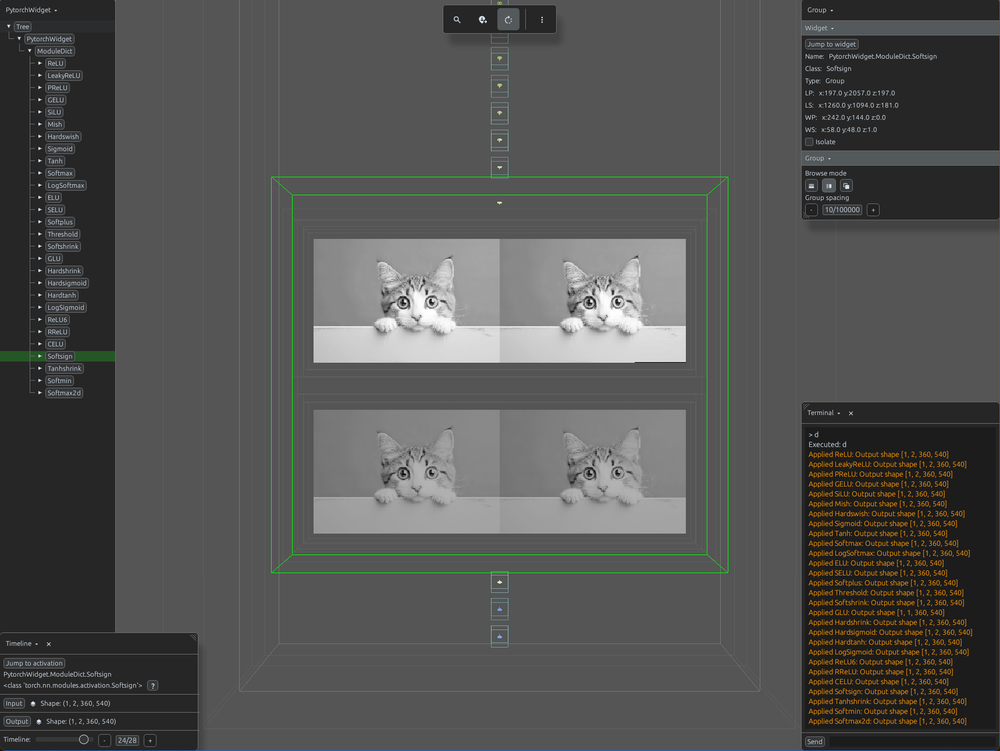 PytorchWidget
Tree
PytorchWidget
ModuleDict
ReLU
LeakyReLU
PReLU
GELU
SiLU
Mish
Hardswish
Sigmoid
Tanh
Softmax
LogSoftmax
ELU
SELU
Softplus
Threshold
Softshrink
GLU
Hardshrink
Hardsigmoid
Hardtanh
LogSigmoid
ReLU6
RReLU
CELU
Softsign
Tanhshrink
Softmin
Softmax2d
Timeline
Jump to activation
PytorchWidget.ModuleDict.Softsign
<class 'torch.nn.modules.activation.Softsign'> ?
Input Shape: (1, 2, 360, 540)
Output Shape: (1, 2, 360, 540)
Timeline: - 24/28 +
Group
Widget
Jump to widget
Name: PytorchWidget.ModuleDict.Softsign
Class: Softsign
Type: Group
LP: x:197.0 y:2057.0 z:197.0
LS: x:1260.0 y:1094.0 z:181.0
WP: x:242.0 y:144.0 z:0.0
WS: x:58.0 y:48.0 z:1.0
Isolate
Group
Browse mode
Group spacing
- 10/100000 +
Terminal
> d
Executed: d
Applied ReLU: Output shape [1, 2, 360, 540]
Applied LeakyReLU: Output shape [1, 2, 360, 540]
Applied PReLU: Output shape [1, 2, 360, 540]
Applied GELU: Output shape [1, 2, 360, 540]
Applied SiLU: Output shape [1, 2, 360, 540]
Applied Mish: Output shape [1, 2, 360, 540]
Applied Hardswish: Output shape [1, 2, 360, 540]
Applied Sigmoid: Output shape [1, 2, 360, 540]
Applied Tanh: Output shape [1, 2, 360, 540]
Applied Softmax: Output shape [1, 2, 360, 540]
Applied LogSoftmax: Output shape [1, 2, 360, 540]
Applied ELU: Output shape [1, 2, 360, 540]
Applied SELU: Output shape [1, 2, 360, 540]
Applied Softplus: Output shape [1, 2, 360, 540]
Applied Threshold: Output shape [1, 2, 360, 540]
Applied Softshrink: Output shape [1, 2, 360, 540]
Applied GLU: Output shape [1, 1, 360, 540]
Applied Hardshrink: Output shape [1, 2, 360, 540]
Applied Hardsigmoid: Output shape [1, 2, 360, 540]
Applied Hardtanh: Output shape [1, 2, 360, 540]
Applied LogSigmoid: Output shape [1, 2, 360, 540]
Applied ReLU6: Output shape [1, 2, 360, 540]
Applied RReLU: Output shape [1, 2, 360, 540]
Applied CELU: Output shape [1, 2, 360, 540]
Applied Softsign: Output shape [1, 2, 360, 540]
Applied Tanhshrink: Output shape [1, 2, 360, 540]
Applied Softmin: Output shape [1, 2, 360, 540]
Applied Softmax2d: Output shape [1, 2, 360, 540]
Send